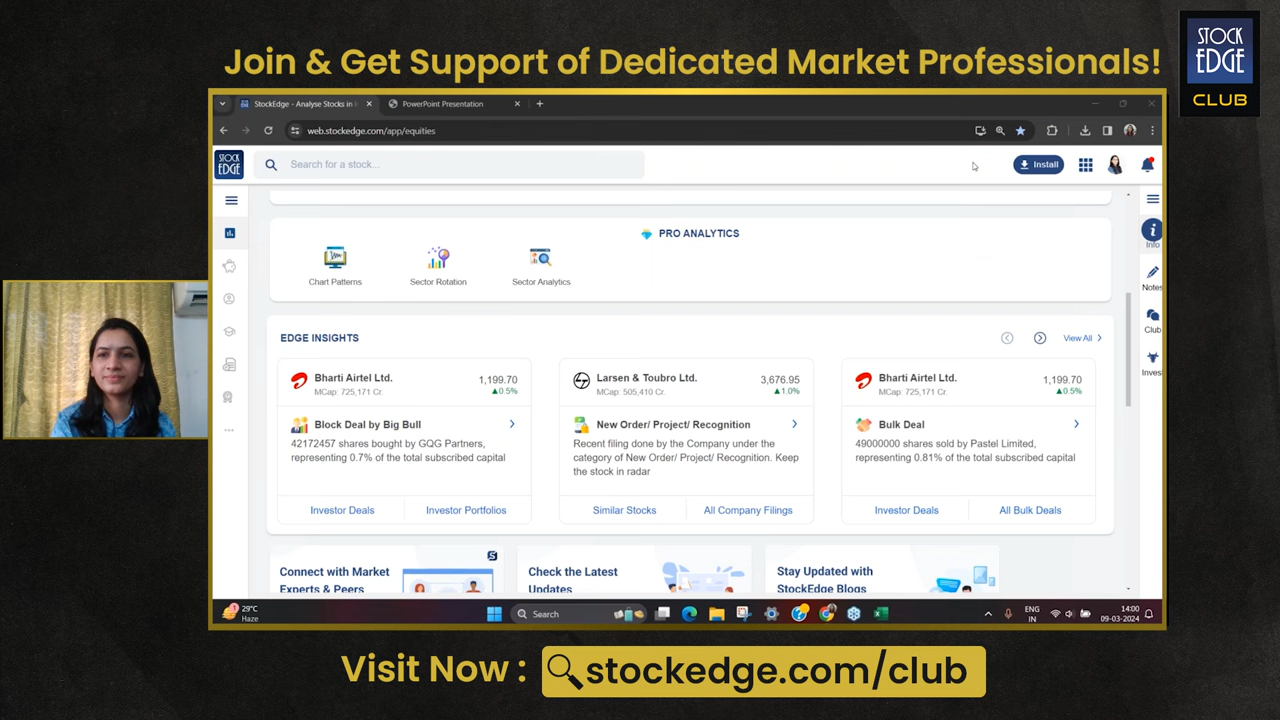 Join & Get Support of Dedicated Market Professionals!
STOCK
EDGE
CLUB
StockEdge - Analyse Stocks in I
PowerPoint Presentation
web.stockedge.com/app/equities
STOCK
EDGE
Search for a stock...
Install
PRO ANALYTICS
Info
Chart Patterns
Sector Rotation
Sector Analytics
Notes
Club
Inves
EDGE INSIGHTS
View All
Bharti Airtel Ltd.
1,199.70
MCap: 725,171 Cr.
▲0.5%
Block Deal by Big Bull
42172457 shares bought by GQG Partners,
representing 0.7% of the total subscribed capital
Investor Deals
Investor Portfolios
Larsen & Toubro Ltd.
3,676.95
MCap: 505,410 Cr.
▲1.0%
New Order/ Project/ Recognition
Recent filing done by the Company under the
category of New Order/ Project/ Recognition. Keep
the stock in radar
Similar Stocks
All Company Filings
Bharti Airtel Ltd.
1,199.70
MCap: 725,171 Cr.
▲0.5%
Bulk Deal
49000000 shares sold by Pastel Limited,
representing 0.81% of the total subscribed capital
Investor Deals
All Bulk Deals
Connect with Market
Experts & Peers
Check the Latest
Updates
Stay Updated with
StockEdge Blogs
29°C
Haze
Search
ENG
IN
14:00
09-03-2024
Visit Now :
stockedge.com/club